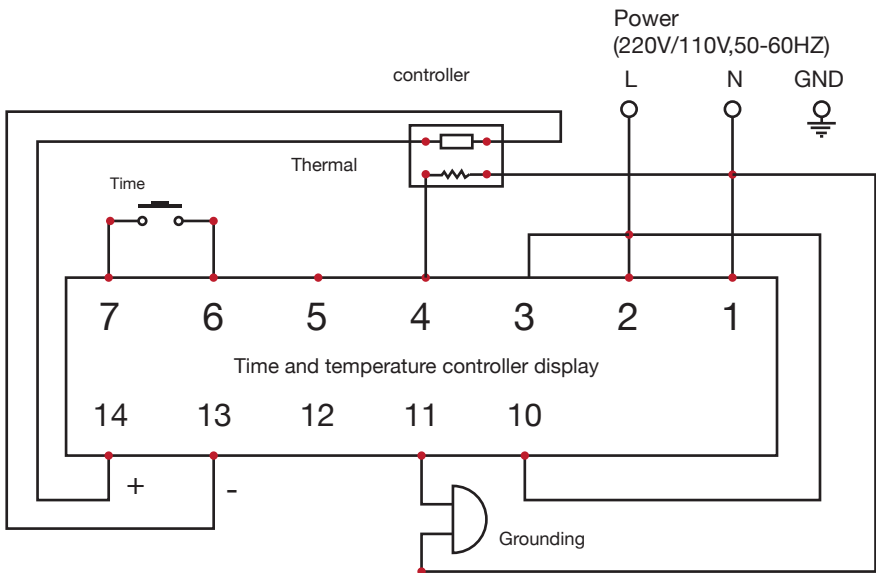 Power
(220V/110V,50-60HZ)
L N GND
controller
Thermal
Time
7 6 5 4 3 2 1
Time and temperature controller display
14 13 12 11 10
+ -
Grounding